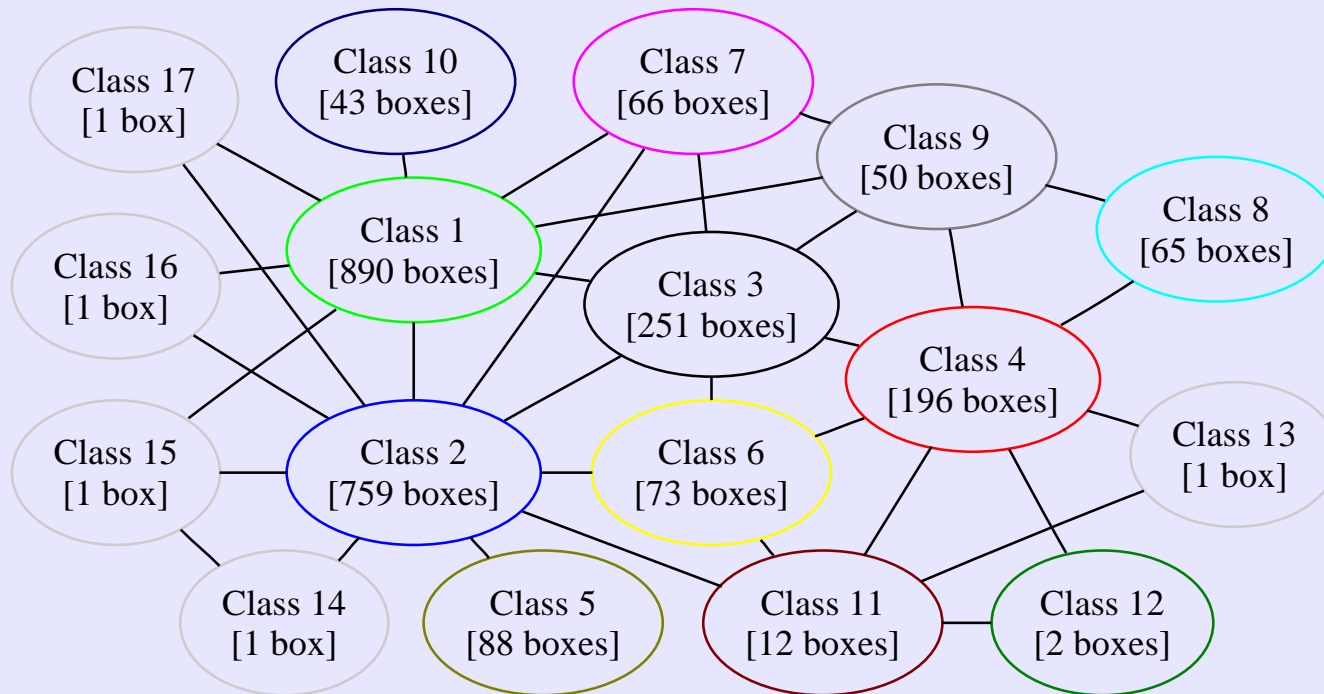 Class 17
[1 box]
Class 10
[43 boxes]
Class 7
[66 boxes]
Class 9
[50 boxes]
Class 8
[65 boxes]
Class 1
[890 boxes]
Class 16
[1 box]
Class 3
[251 boxes]
Class 4
[196 boxes]
Class 13
[1 box]
Class 15
[1 box]
Class 2
[759 boxes]
Class 6
[73 boxes]
Class 14
[1 box]
Class 5
[88 boxes]
Class 11
[12 boxes]
Class 12
[2 boxes]